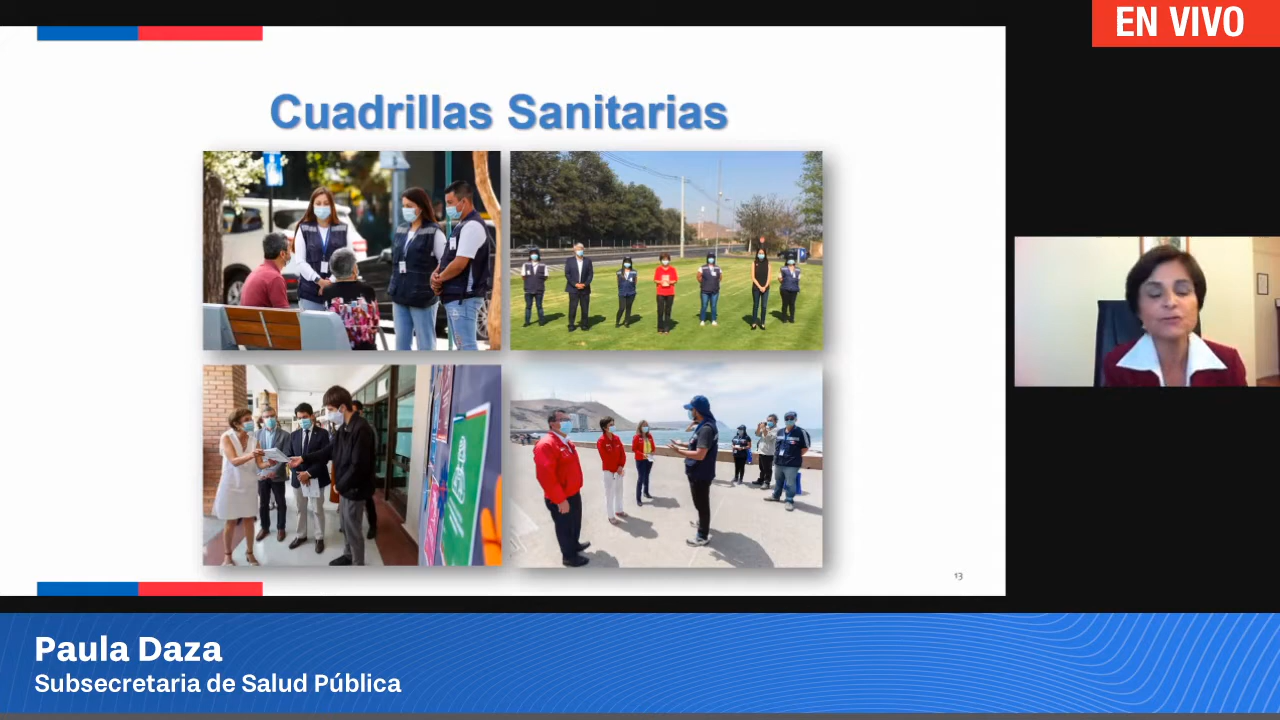 EN VIVO
Cuadrillas Sanitarias
13
Paula Daza
Subsecretaria de Salud Pública